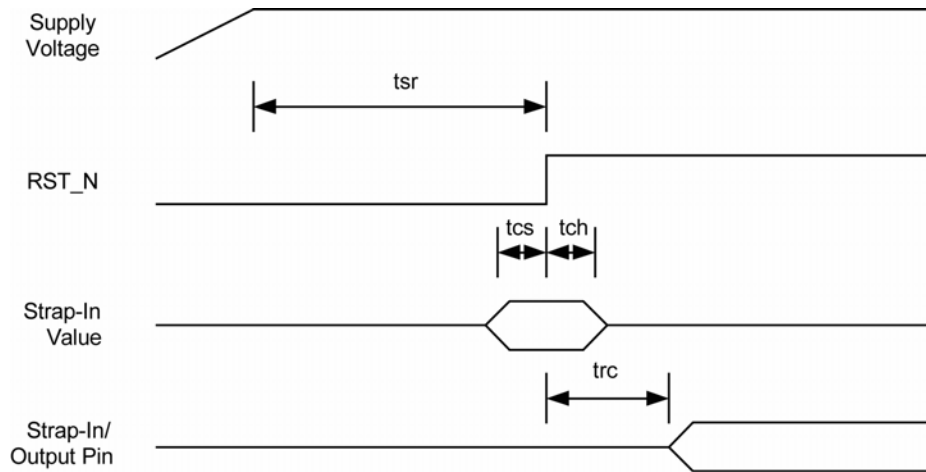 Supply
Voltage
tsr
RST_N
tcs
tch
Strap-In
Value
trc
Strap-In/
Output Pin